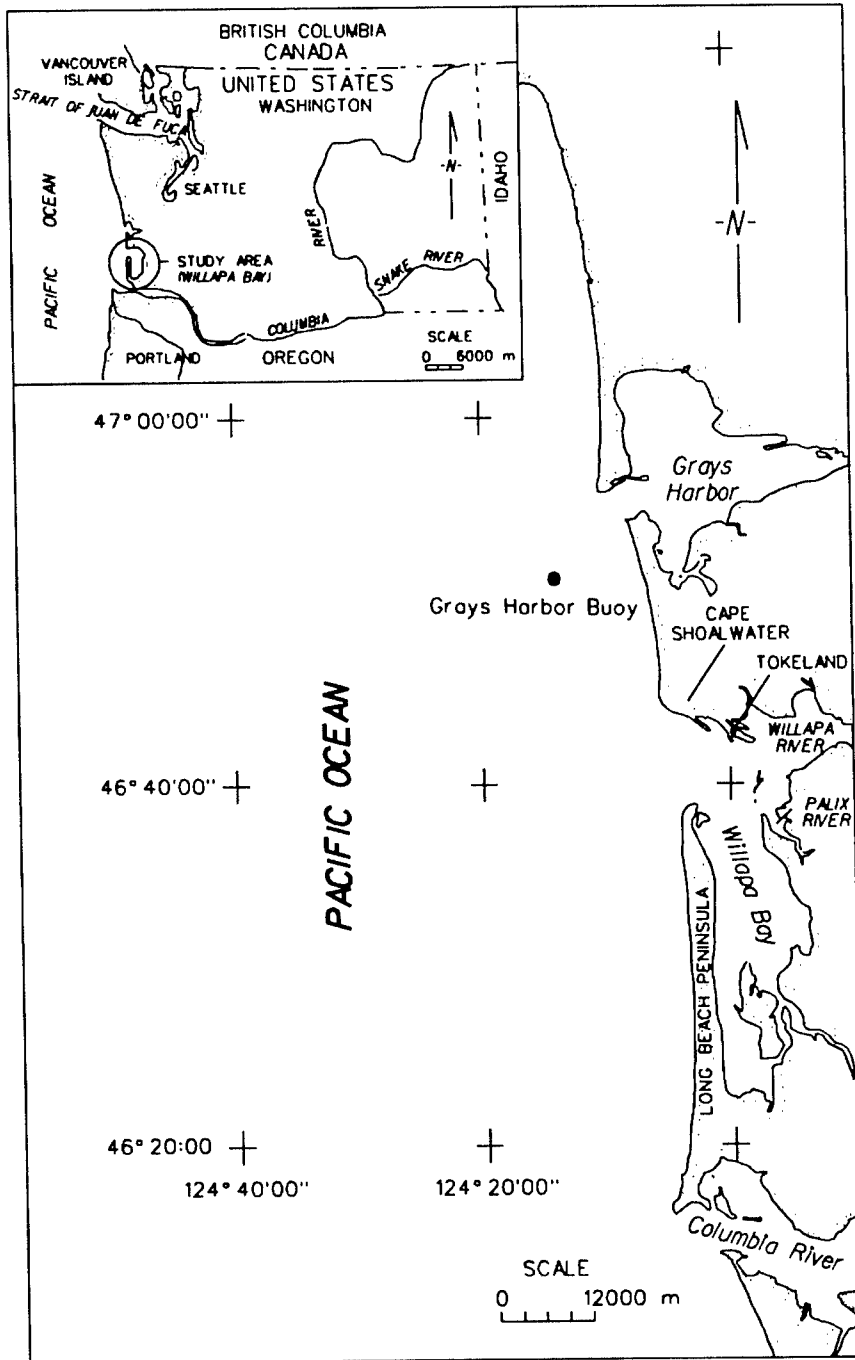 BRITISH COLUMBIA
CANADA
VANCOUVER
ISLAND
UNITED STATES
WASHINGTON
STRAIT OF JUAN DE FUCA
SEATTLE
-N-
IDAHO
PACIFIC OCEAN
STUDY AREA
(WILLAPA BAY)
RIVER
SNAKE RIVER
COLUMBIA
PORTLAND
OREGON
SCALE
0 6000 m
-N-
47° 00'00"
Grays
Harbor
Grays Harbor Buoy
CAPE
SHOALWATER
TOKELAND
WILLAPA
RIVER
PACIFIC OCEAN
46° 40'00"
PALIX
RIVER
Willapa Bay
LONG BEACH PENINSULA
46° 20:00
124° 40'00"
124° 20'00"
Columbia River
SCALE
0 12000 m